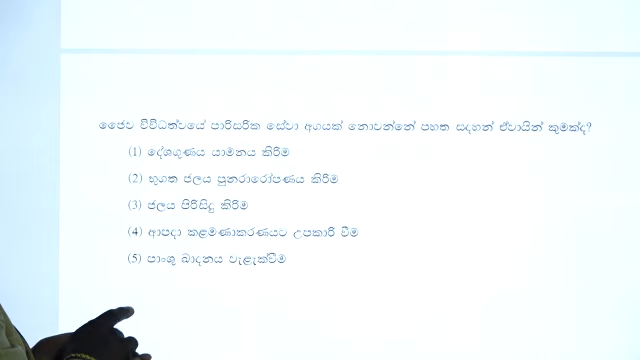 ජෛව විවිධත්වයේ පාරිසරික සේවා අගයක් නොවන්නේ පහත සඳහන් ඒවායින් කුමක්ද?
(1) දේශගුණය යාමනය කිරීම
(2) භූගත ජලය පුනරාරෝපණය කිරීම
(3) ජලය පිරිසිදු කිරීම
(4) ආපදා කළමණාකරණයට උපකාරී වීම
(5) පාංශු ඛාදනය වැළැක්වීම